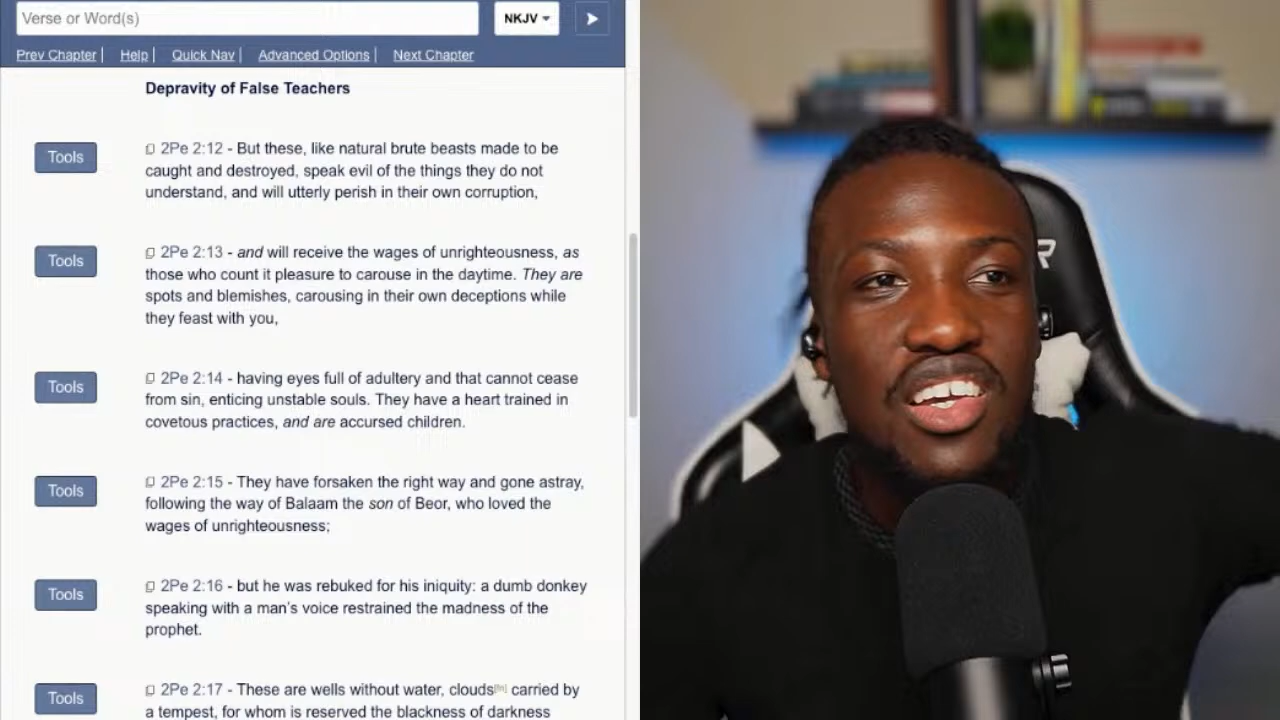 Verse or Word(s)
NKJV
Prev Chapter | Help | Quick Nav | Advanced Options | Next Chapter
Depravity of False Teachers
Tools
2Pe 2:12 - But these, like natural brute beasts made to be
caught and destroyed, speak evil of the things they do not
understand, and will utterly perish in their own corruption,
Tools
2Pe 2:13 - and will receive the wages of unrighteousness, as
those who count it pleasure to carouse in the daytime. They are
spots and blemishes, carousing in their own deceptions while
they feast with you,
Tools
2Pe 2:14 - having eyes full of adultery and that cannot cease
from sin, enticing unstable souls. They have a heart trained in
covetous practices, and are accursed children.
Tools
2Pe 2:15 - They have forsaken the right way and gone astray,
following the way of Balaam the son of Beor, who loved the
wages of unrighteousness;
Tools
2Pe 2:16 - but he was rebuked for his iniquity: a dumb donkey
speaking with a man's voice restrained the madness of the
prophet.
Tools
2Pe 2:17 - These are wells without water, clouds[fn] carried by
a tempest, for whom is reserved the blackness of darkness
R